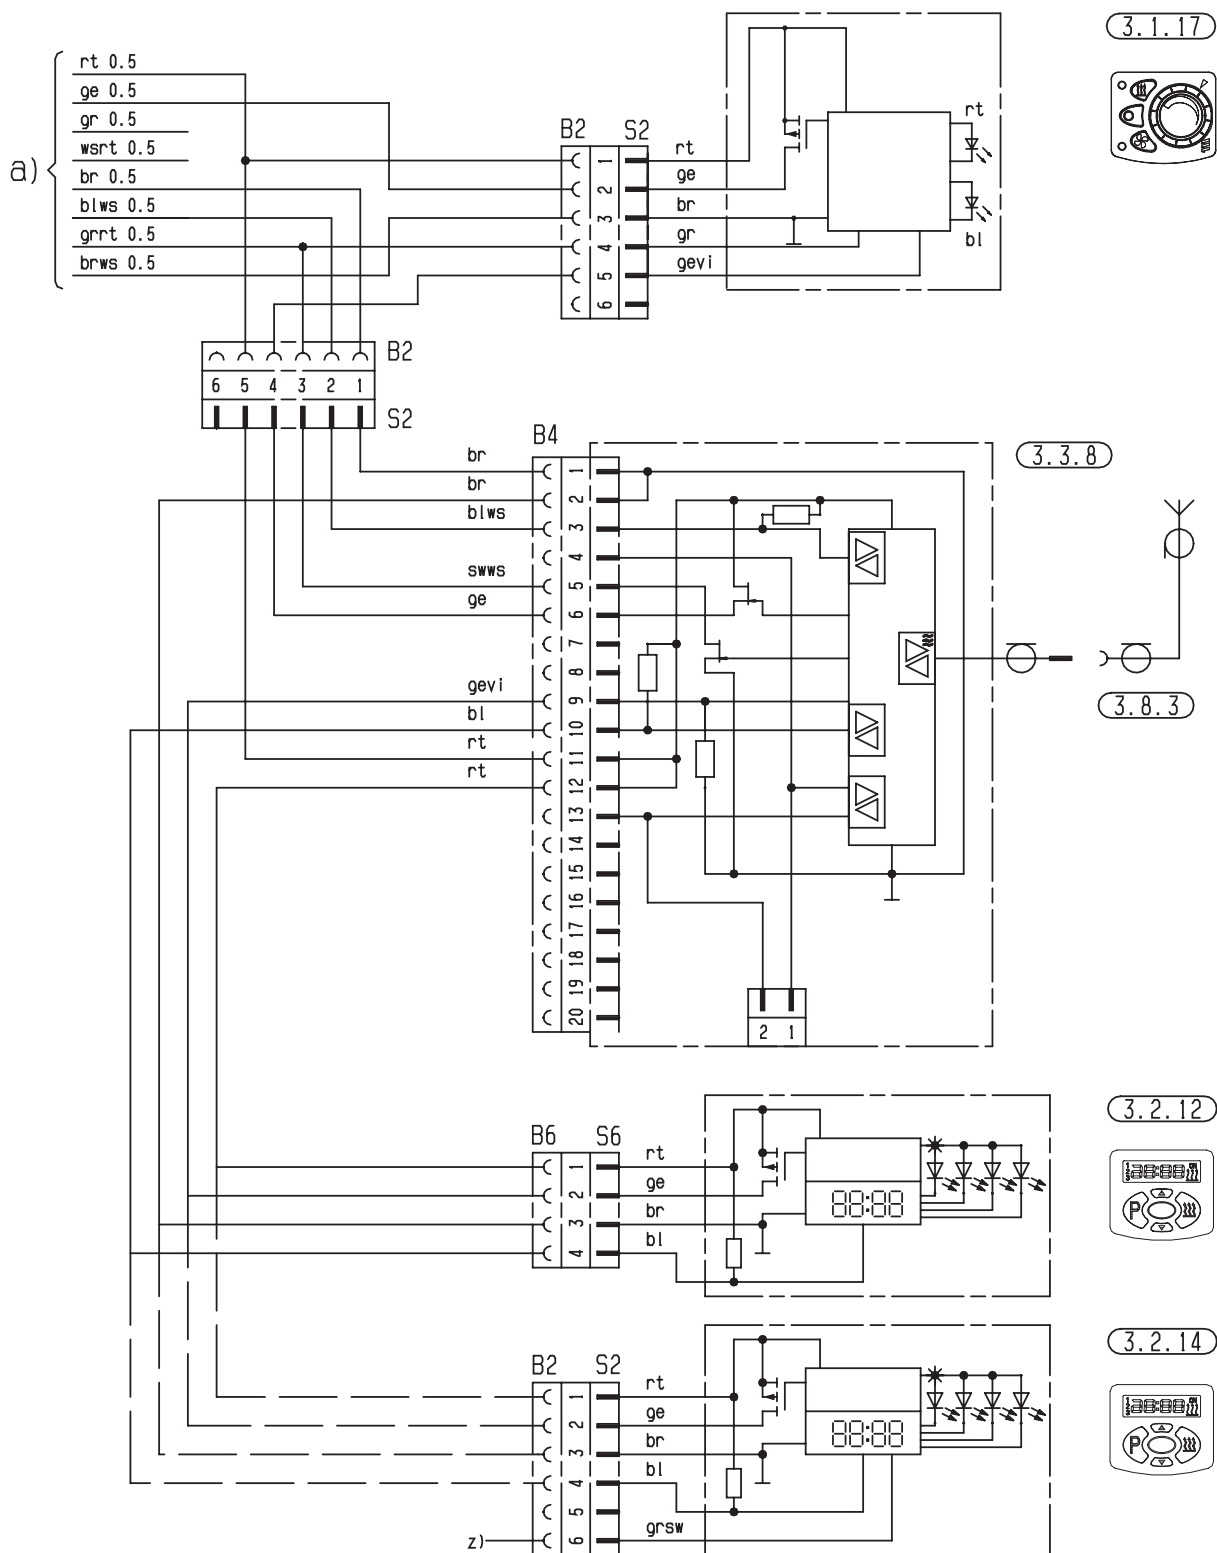 3.1.17
a)
rt 0.5
ge 0.5
gr 0.5
wsrt 0.5
br 0.5
blws 0.5
grrt 0.5
brws 0.5
B2 S2
1
2
3
4
5
6
rt
ge
br
gr
gevi
rt
bl
B2
6 5 4 3 2 1
S2
B4
br
br
blws
swws
ge
gevi
bl
rt
rt
1
2
3
4
5
6
7
8
9
10
11
12
13
14
15
16
17
18
19
20
3.3.8
3.8.3
2 1
B6 S6
1
2
3
4
rt
ge
br
bl
88:88
3.2.12
P
B2 S2
1
2
3
4
5
6
rt
ge
br
bl
grsw
z)
88:88
3.2.14
P